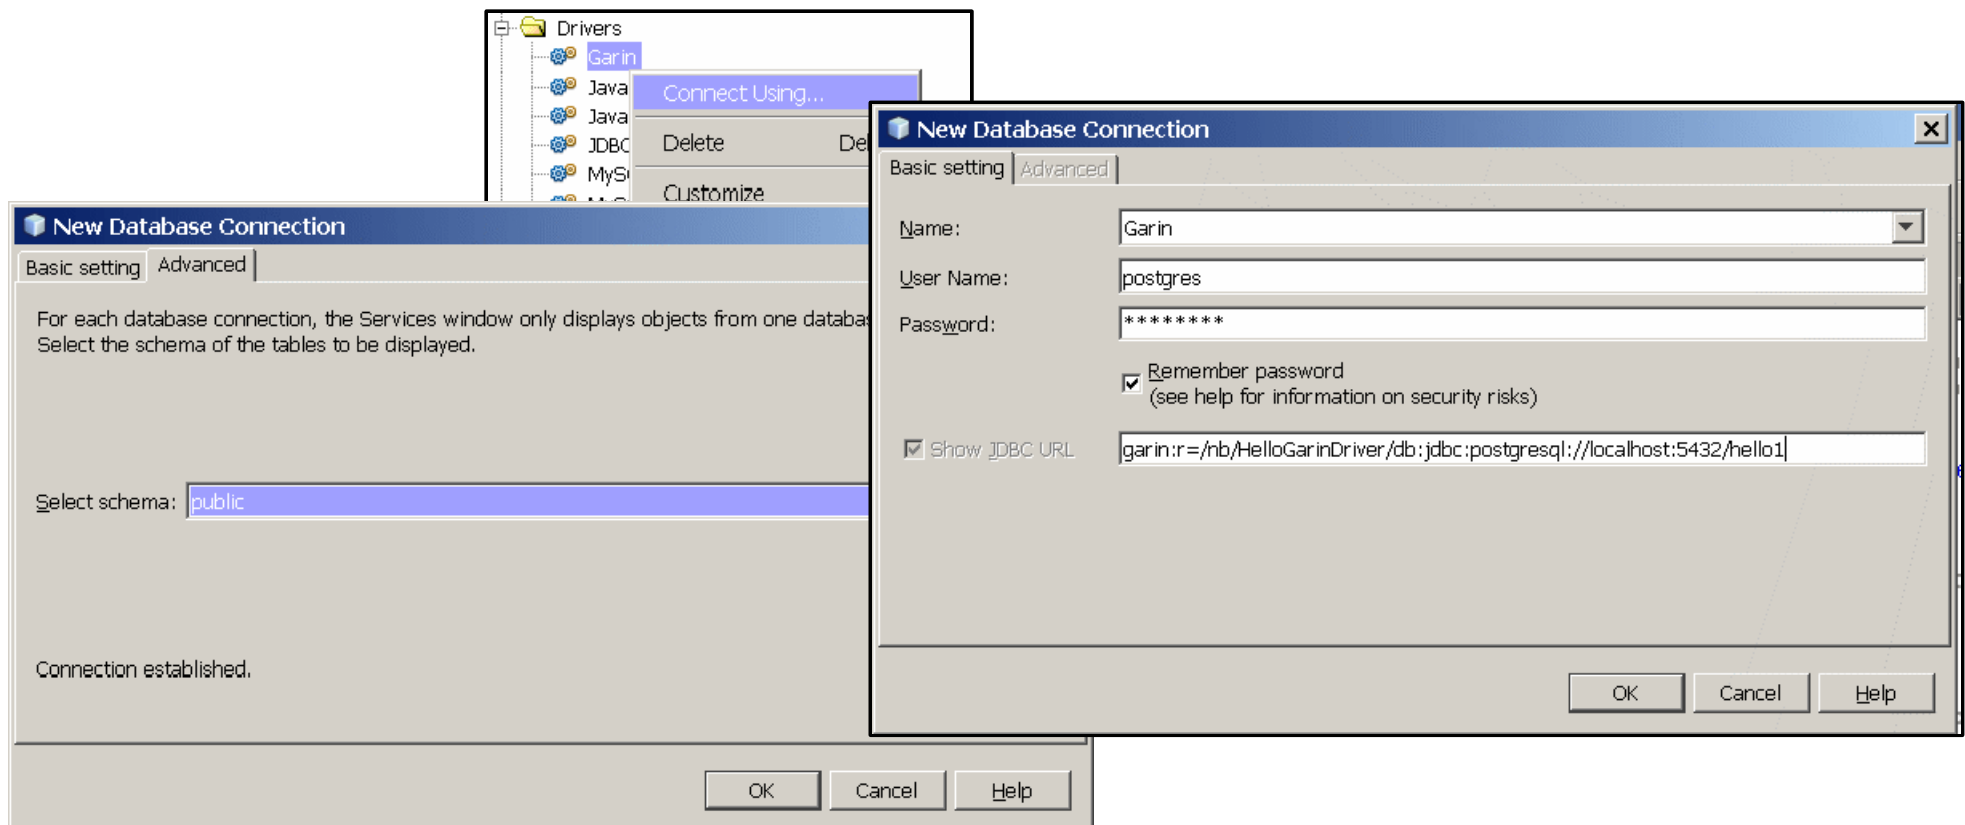 Drivers
Garin
Java
Java
JDBC
Connect Using...
Delete
Customize
New Database Connection
Basic setting Advanced
For each database connection, the Services window only displays objects from one
Select the schema of the tables to be displayed.
Select schema: public
Connection established.
OK Cancel Help
New Database Connection
Basic setting Advanced
Name: Garin
User Name: postgres
Password: ********
Remember password
(see help for information on security risks)
Show JDBC URL garin:r=/nb/HelloGarinDriver/db:jdbc:postgresql://localhost:5432/hello1
OK Cancel Help